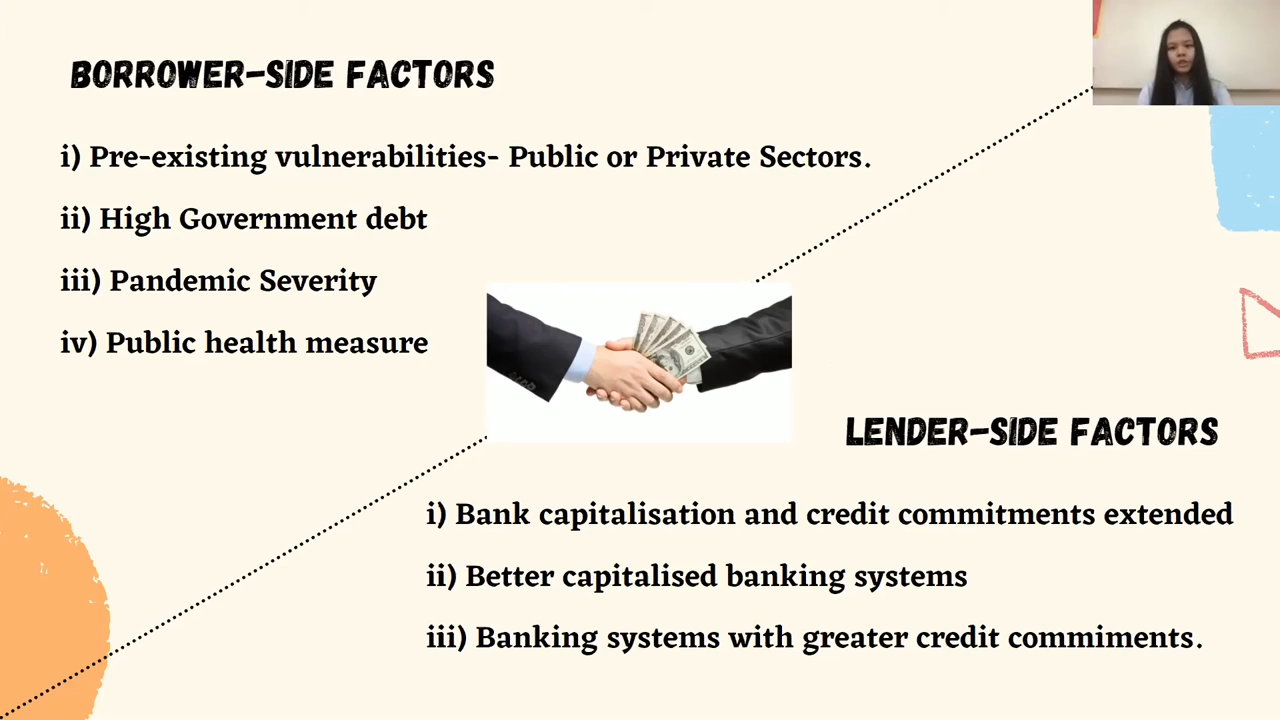 BORROWER-SIDE FACTORS
i) Pre-existing vulnerabilities- Public or Private Sectors.
ii) High Government debt
iii) Pandemic Severity
iv) Public health measure
LENDER-SIDE FACTORS
i) Bank capitalisation and credit commitments extended
ii) Better capitalised banking systems
iii) Banking systems with greater credit commiments.